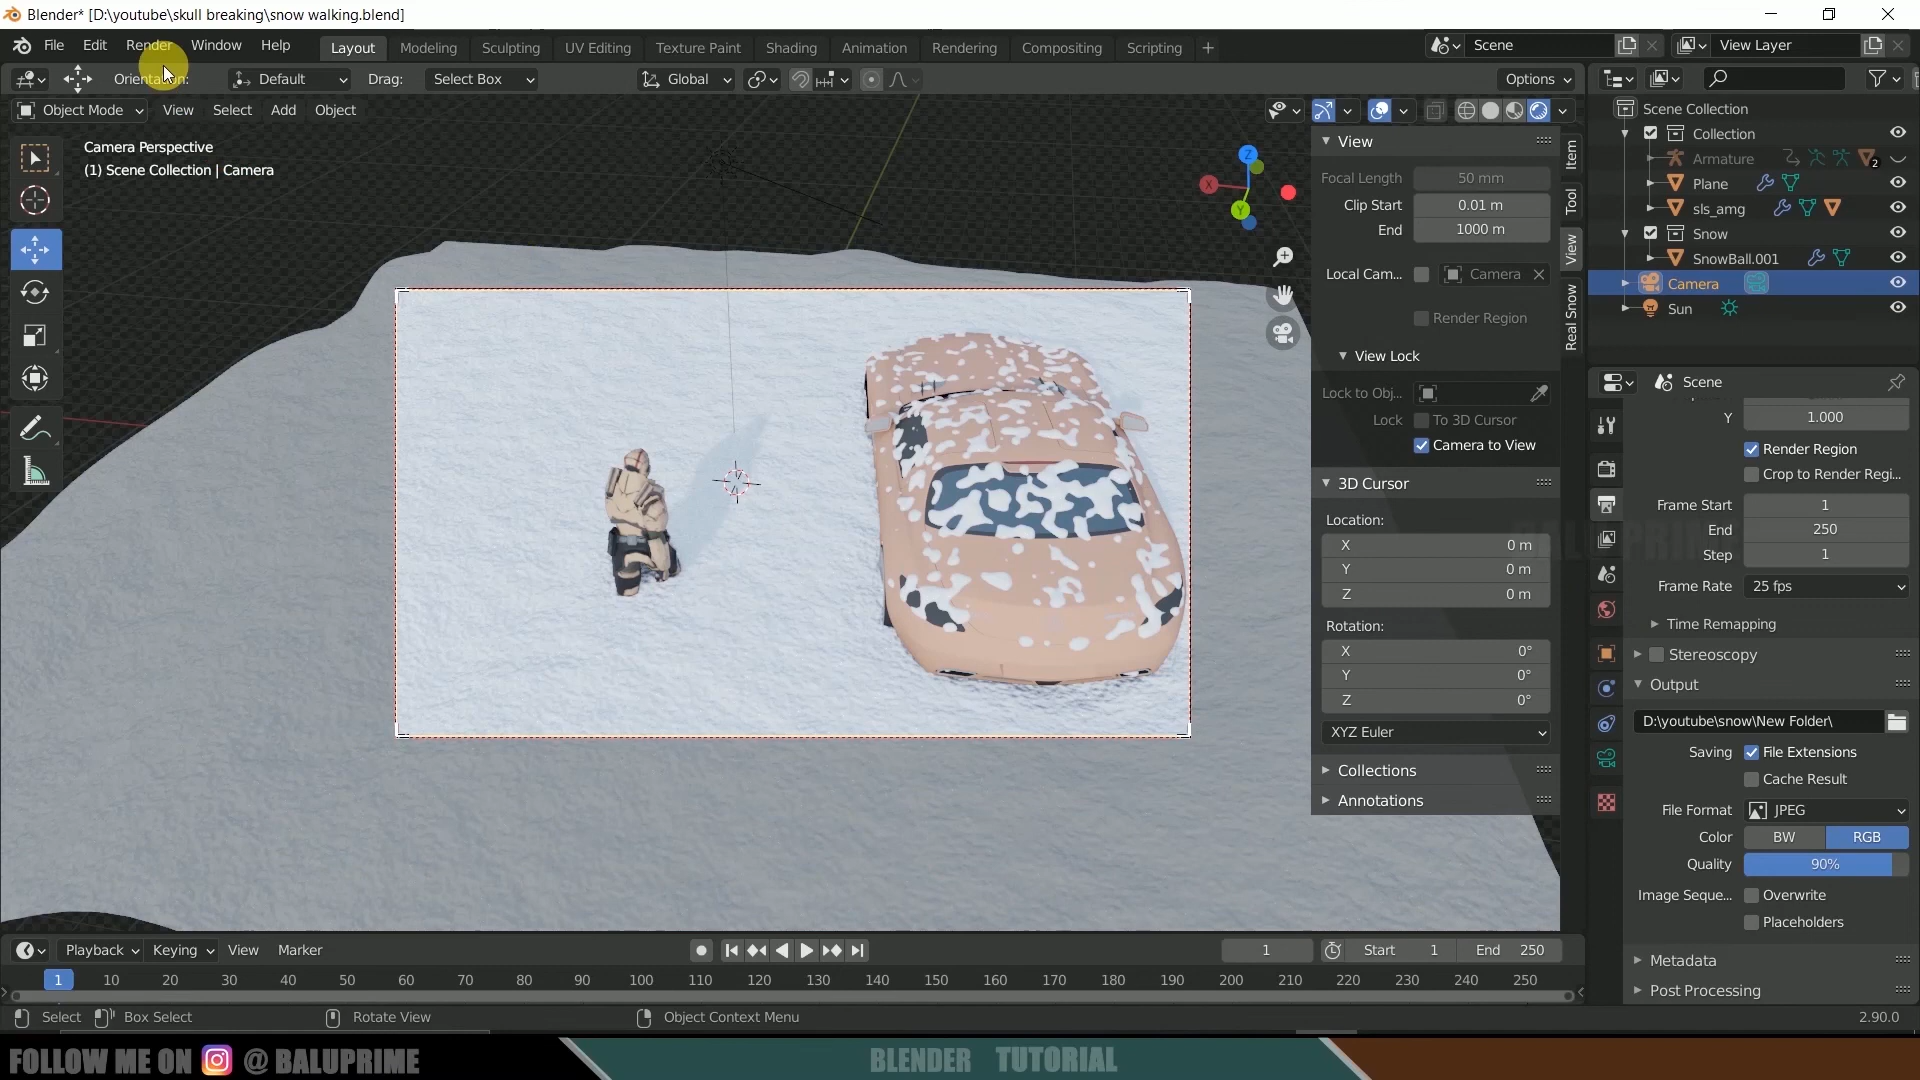 Blender* [D:\youtube\skull breaking\snow walking.blend]
File Edit Render Window Help Layout Modeling Sculpting UV Editing Texture Paint Shading Animation Rendering Compositing Scripting + Scene View Layer
Orientation: Default Drag: Select Box Global Options
Object Mode View Select Add Object
Camera Perspective
(1) Scene Collection | Camera
Z
X
Y
View
Focal Length 50 mm
Clip Start 0.01 m
End 1000 m
Local Cam... Camera
Render Region
View Lock
Lock to Obj...
Lock To 3D Cursor
Camera to View
3D Cursor
Location:
X 0 m
Y 0 m
Z 0 m
Rotation:
X 0°
Y 0°
Z 0°
XYZ Euler
Collections
Annotations
Item
Tool
View
Real Snow
Scene Collection
Collection
Armature 2
Plane
sls_amg
Snow
SnowBall.001
Camera
Sun
Scene
Y 1.000
Render Region
Crop to Render Regi...
Frame Start 1
End 250
Step 1
Frame Rate 25 fps
Time Remapping
Stereoscopy
Output
D:\youtube\snow\New Folder\
Saving File Extensions
Cache Result
File Format JPEG
Color BW RGB
Quality 90%
Image Seque... Overwrite
Placeholders
Metadata
Post Processing
Playback Keying View Marker 1 Start 1 End 250
1 10 20 30 40 50 60 70 80 90 100 110 120 130 140 150 160 170 180 190 200 210 220 230 240 250
Select Box Select Rotate View Object Context Menu 2.90.0
FOLLOW ME ON @ BALUPRIME BLENDER TUTORIAL